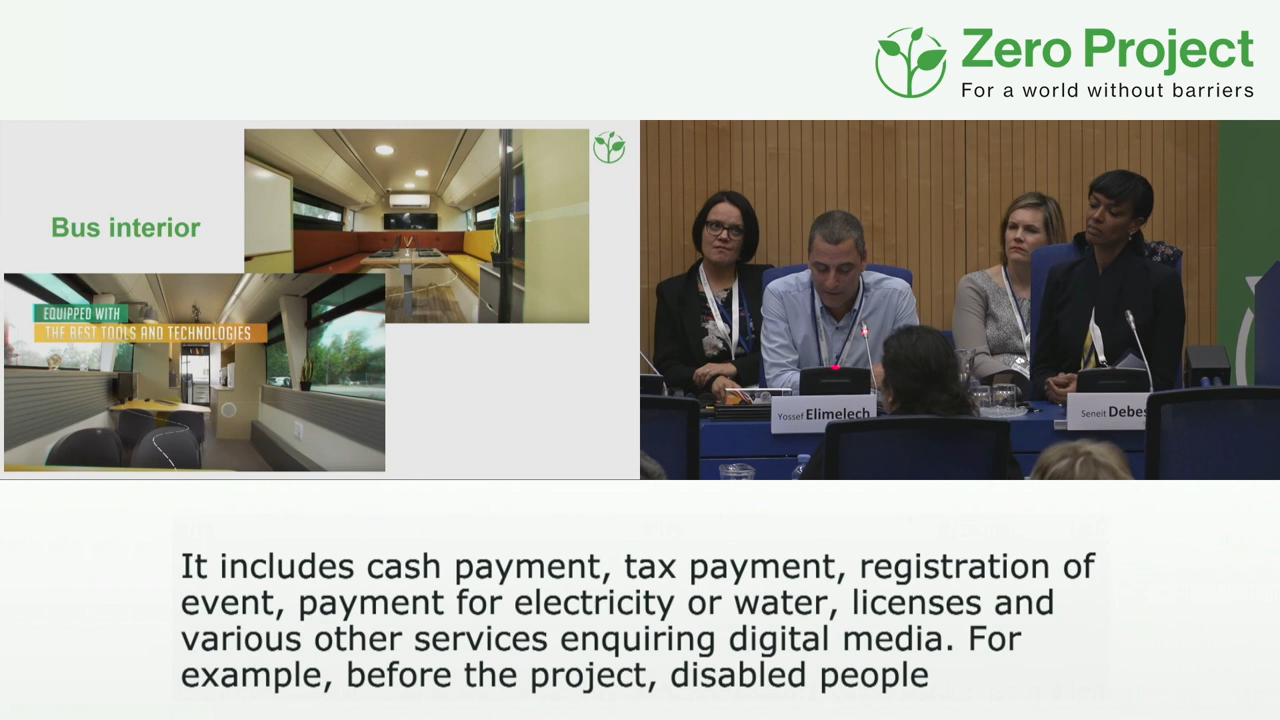 Zero Project
For a world without barriers
Bus interior
EQUIPPED WITH
THE BEST TOOLS AND TECHNOLOGIES
Yossef Elimelech
Seneit Debes
It includes cash payment, tax payment, registration of
event, payment for electricity or water, licenses and
various other services enquiring digital media. For
example, before the project, disabled people